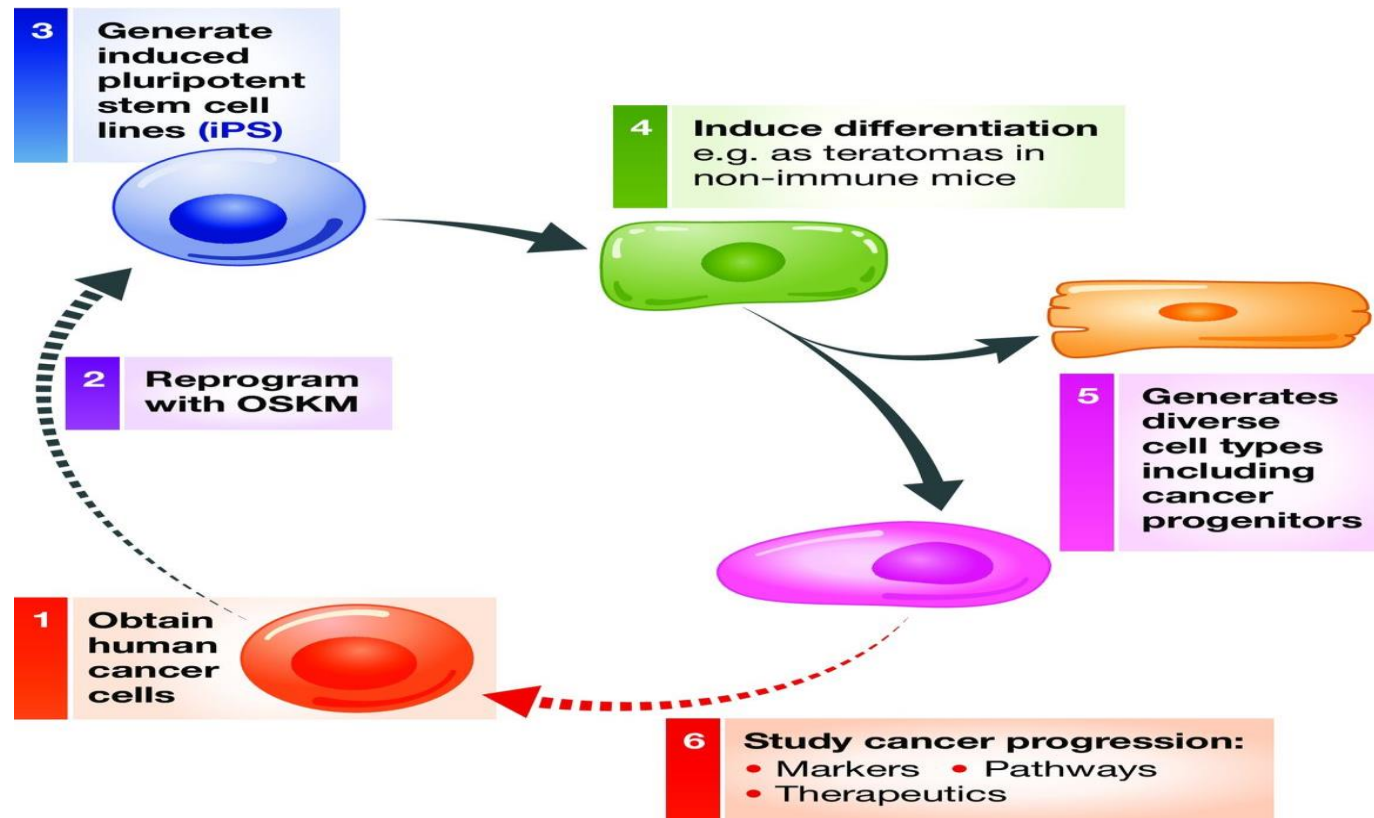 1
Obtain
human
cancer
cells
2
Reprogram
with OSKM
3
Generate
induced
pluripotent
stem cell
lines (iPS)
4
Induce differentiation
e.g. as teratomas in
non-immune mice
5
Generates
diverse
cell types
including
cancer
progenitors
6
Study cancer progression:
• Markers • Pathways
• Therapeutics